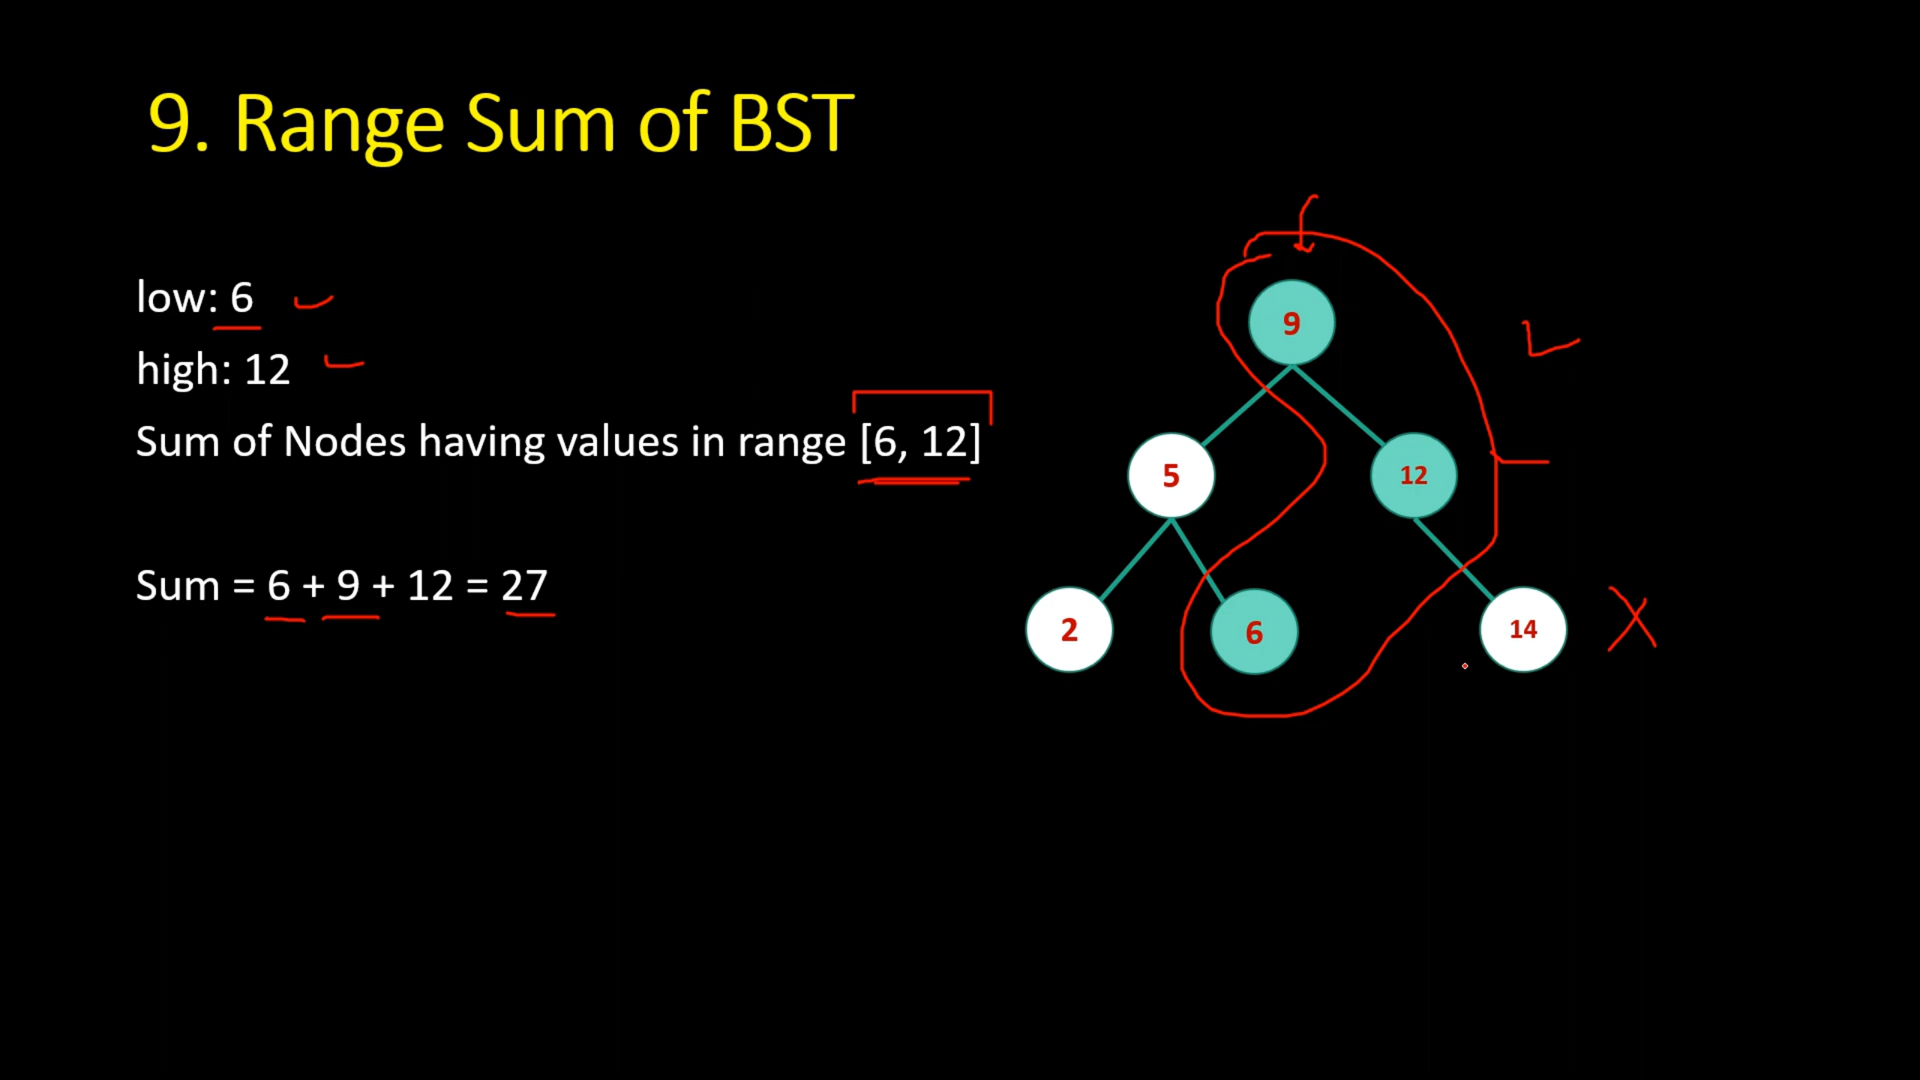 9. Range Sum of BST
low: 6
high: 12
Sum of Nodes having values in range [6, 12]
Sum = 6 + 9 + 12 = 27
9
5
12
2
6
14